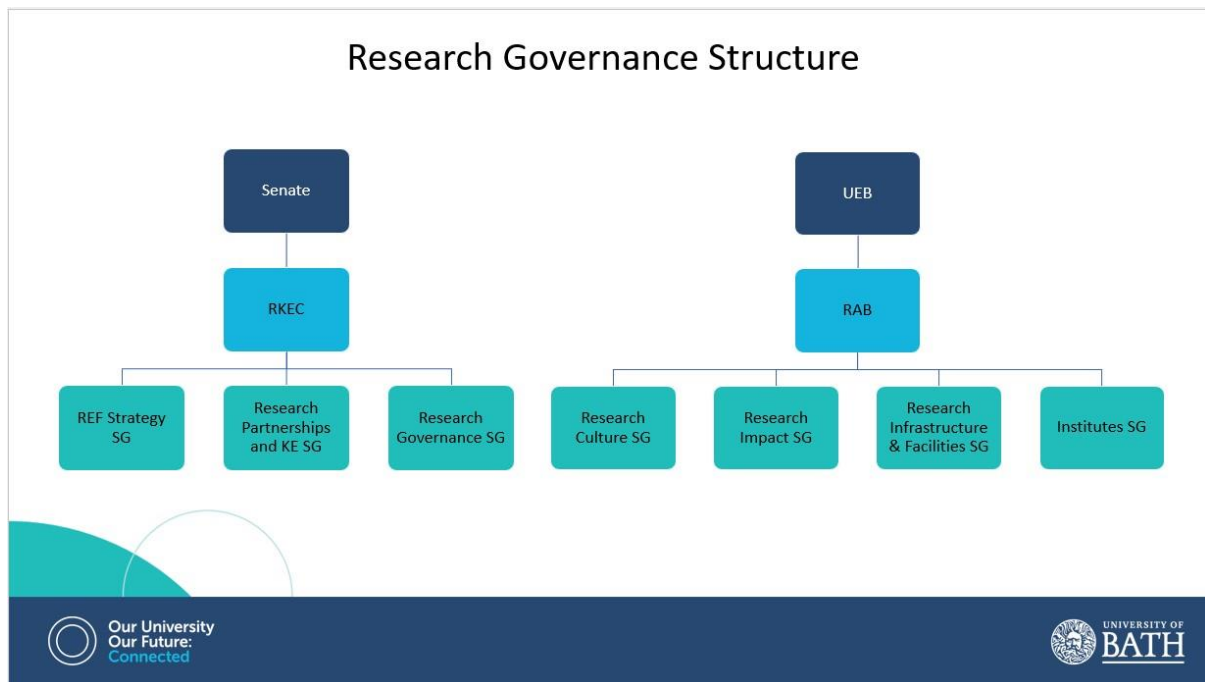 Research Governance Structure
Senate
UEB
RKEC
RAB
REF Strategy
SG
Research
Partnerships
and KE SG
Research
Governance SG
Research
Culture SG
Research
Impact SG
Research
Infrastructure
& Facilities SG
Institutes SG
Our University
Our Future:
Connected
UNIVERSITY OF
BATH